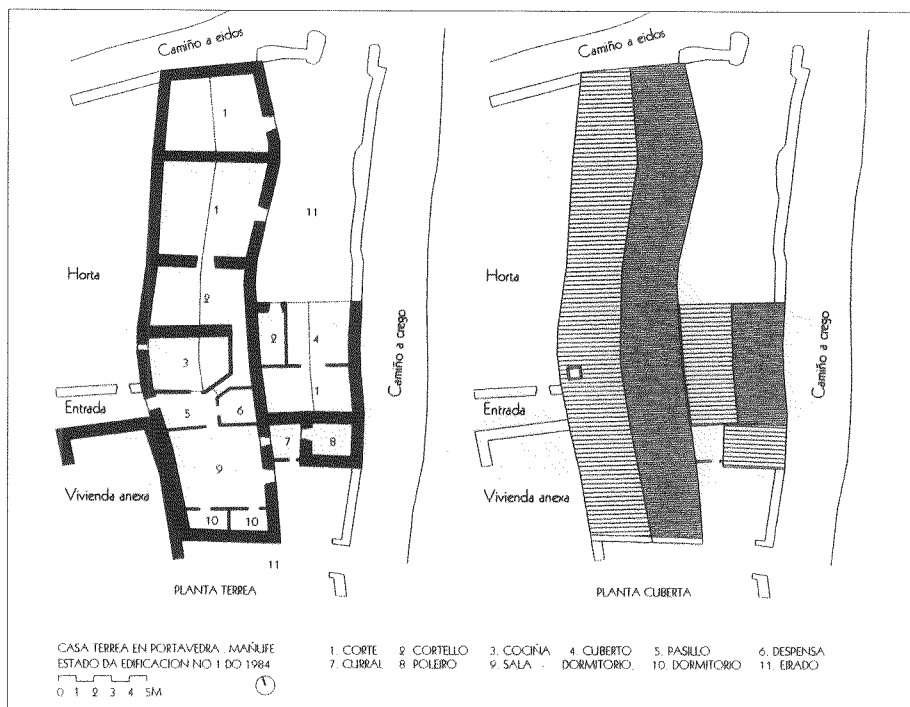 Camiño a eidos
1
1
11
Horta
2
2
4
3
1
Camiño a crego
Entrada
5
6
7
8
9
Vivienda anexa
10
10
11
PLANTA TERREA
Horta
Camiño a crego
Entrada
Vivienda anexa
Camiño a eidos
PLANTA CUBERTA
CASA TERREA EN PORTAVEDRA . MAÑUFE
ESTADO DA EDIFICACION NO 1 DO 1984
0 1 2 3 4 5M
1. CORTE 2 CORTELLO 3. COCIÑA 4. CUBERTO 5. PASILLO 6. DESPENSA
7. CURRAL 8 POLEIRO 9. SALA - DORMITORIO. 10. DORMITORIO 11. EIRADO